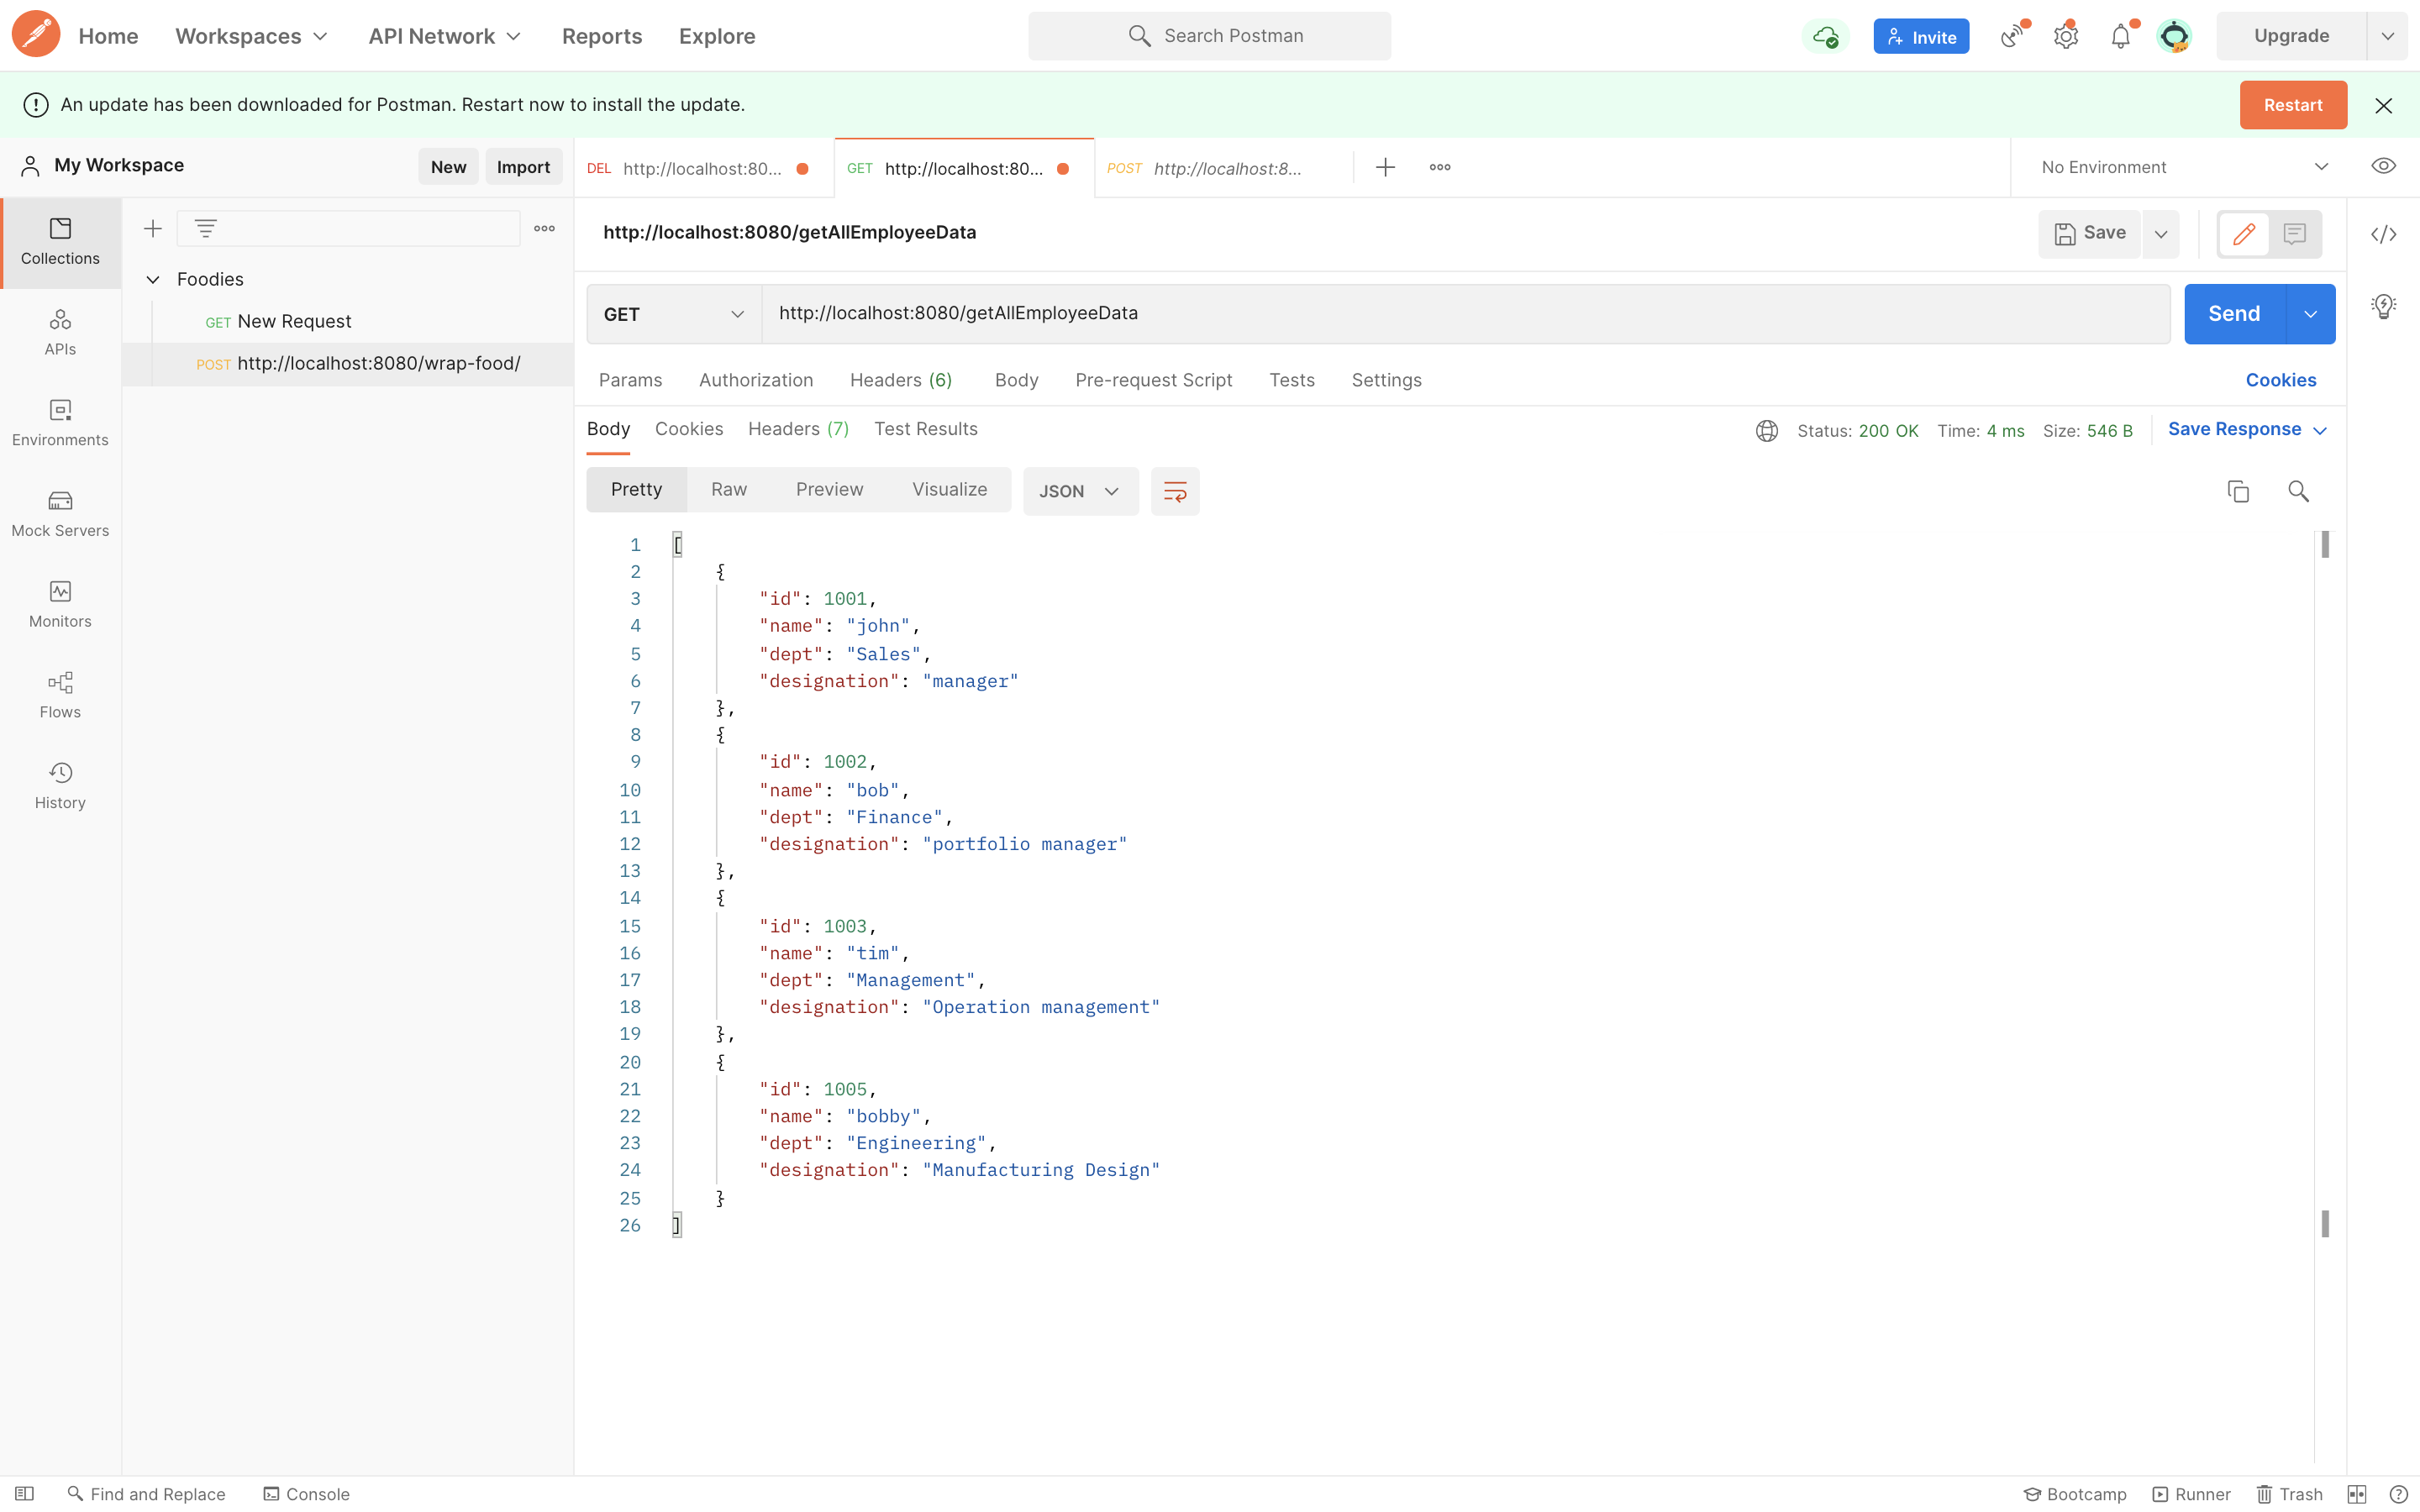 Home Workspaces API Network Reports Explore Search Postman Invite Upgrade
An update has been downloaded for Postman. Restart now to install the update. Restart
My Workspace New Import DEL http://localhost:80... GET http://localhost:80... POST http://localhost:8... No Environment
Collections
APIs
Environments
Mock Servers
Monitors
Flows
History
Foodies
GET New Request
POST http://localhost:8080/wrap-food/
http://localhost:8080/getAllEmployeeData Save
GET http://localhost:8080/getAllEmployeeData Send
Params Authorization Headers (6) Body Pre-request Script Tests Settings Cookies
Body Cookies Headers (7) Test Results Status: 200 OK Time: 4 ms Size: 546 B Save Response
Pretty Raw Preview Visualize JSON
1 [
2 {
3 "id": 1001,
4 "name": "john",
5 "dept": "Sales",
6 "designation": "manager"
7 },
8 {
9 "id": 1002,
10 "name": "bob",
11 "dept": "Finance",
12 "designation": "portfolio manager"
13 },
14 {
15 "id": 1003,
16 "name": "tim",
17 "dept": "Management",
18 "designation": "Operation management"
19 },
20 {
21 "id": 1005,
22 "name": "bobby",
23 "dept": "Engineering",
24 "designation": "Manufacturing Design"
25 }
26 ]
Find and Replace Console Bootcamp Runner Trash